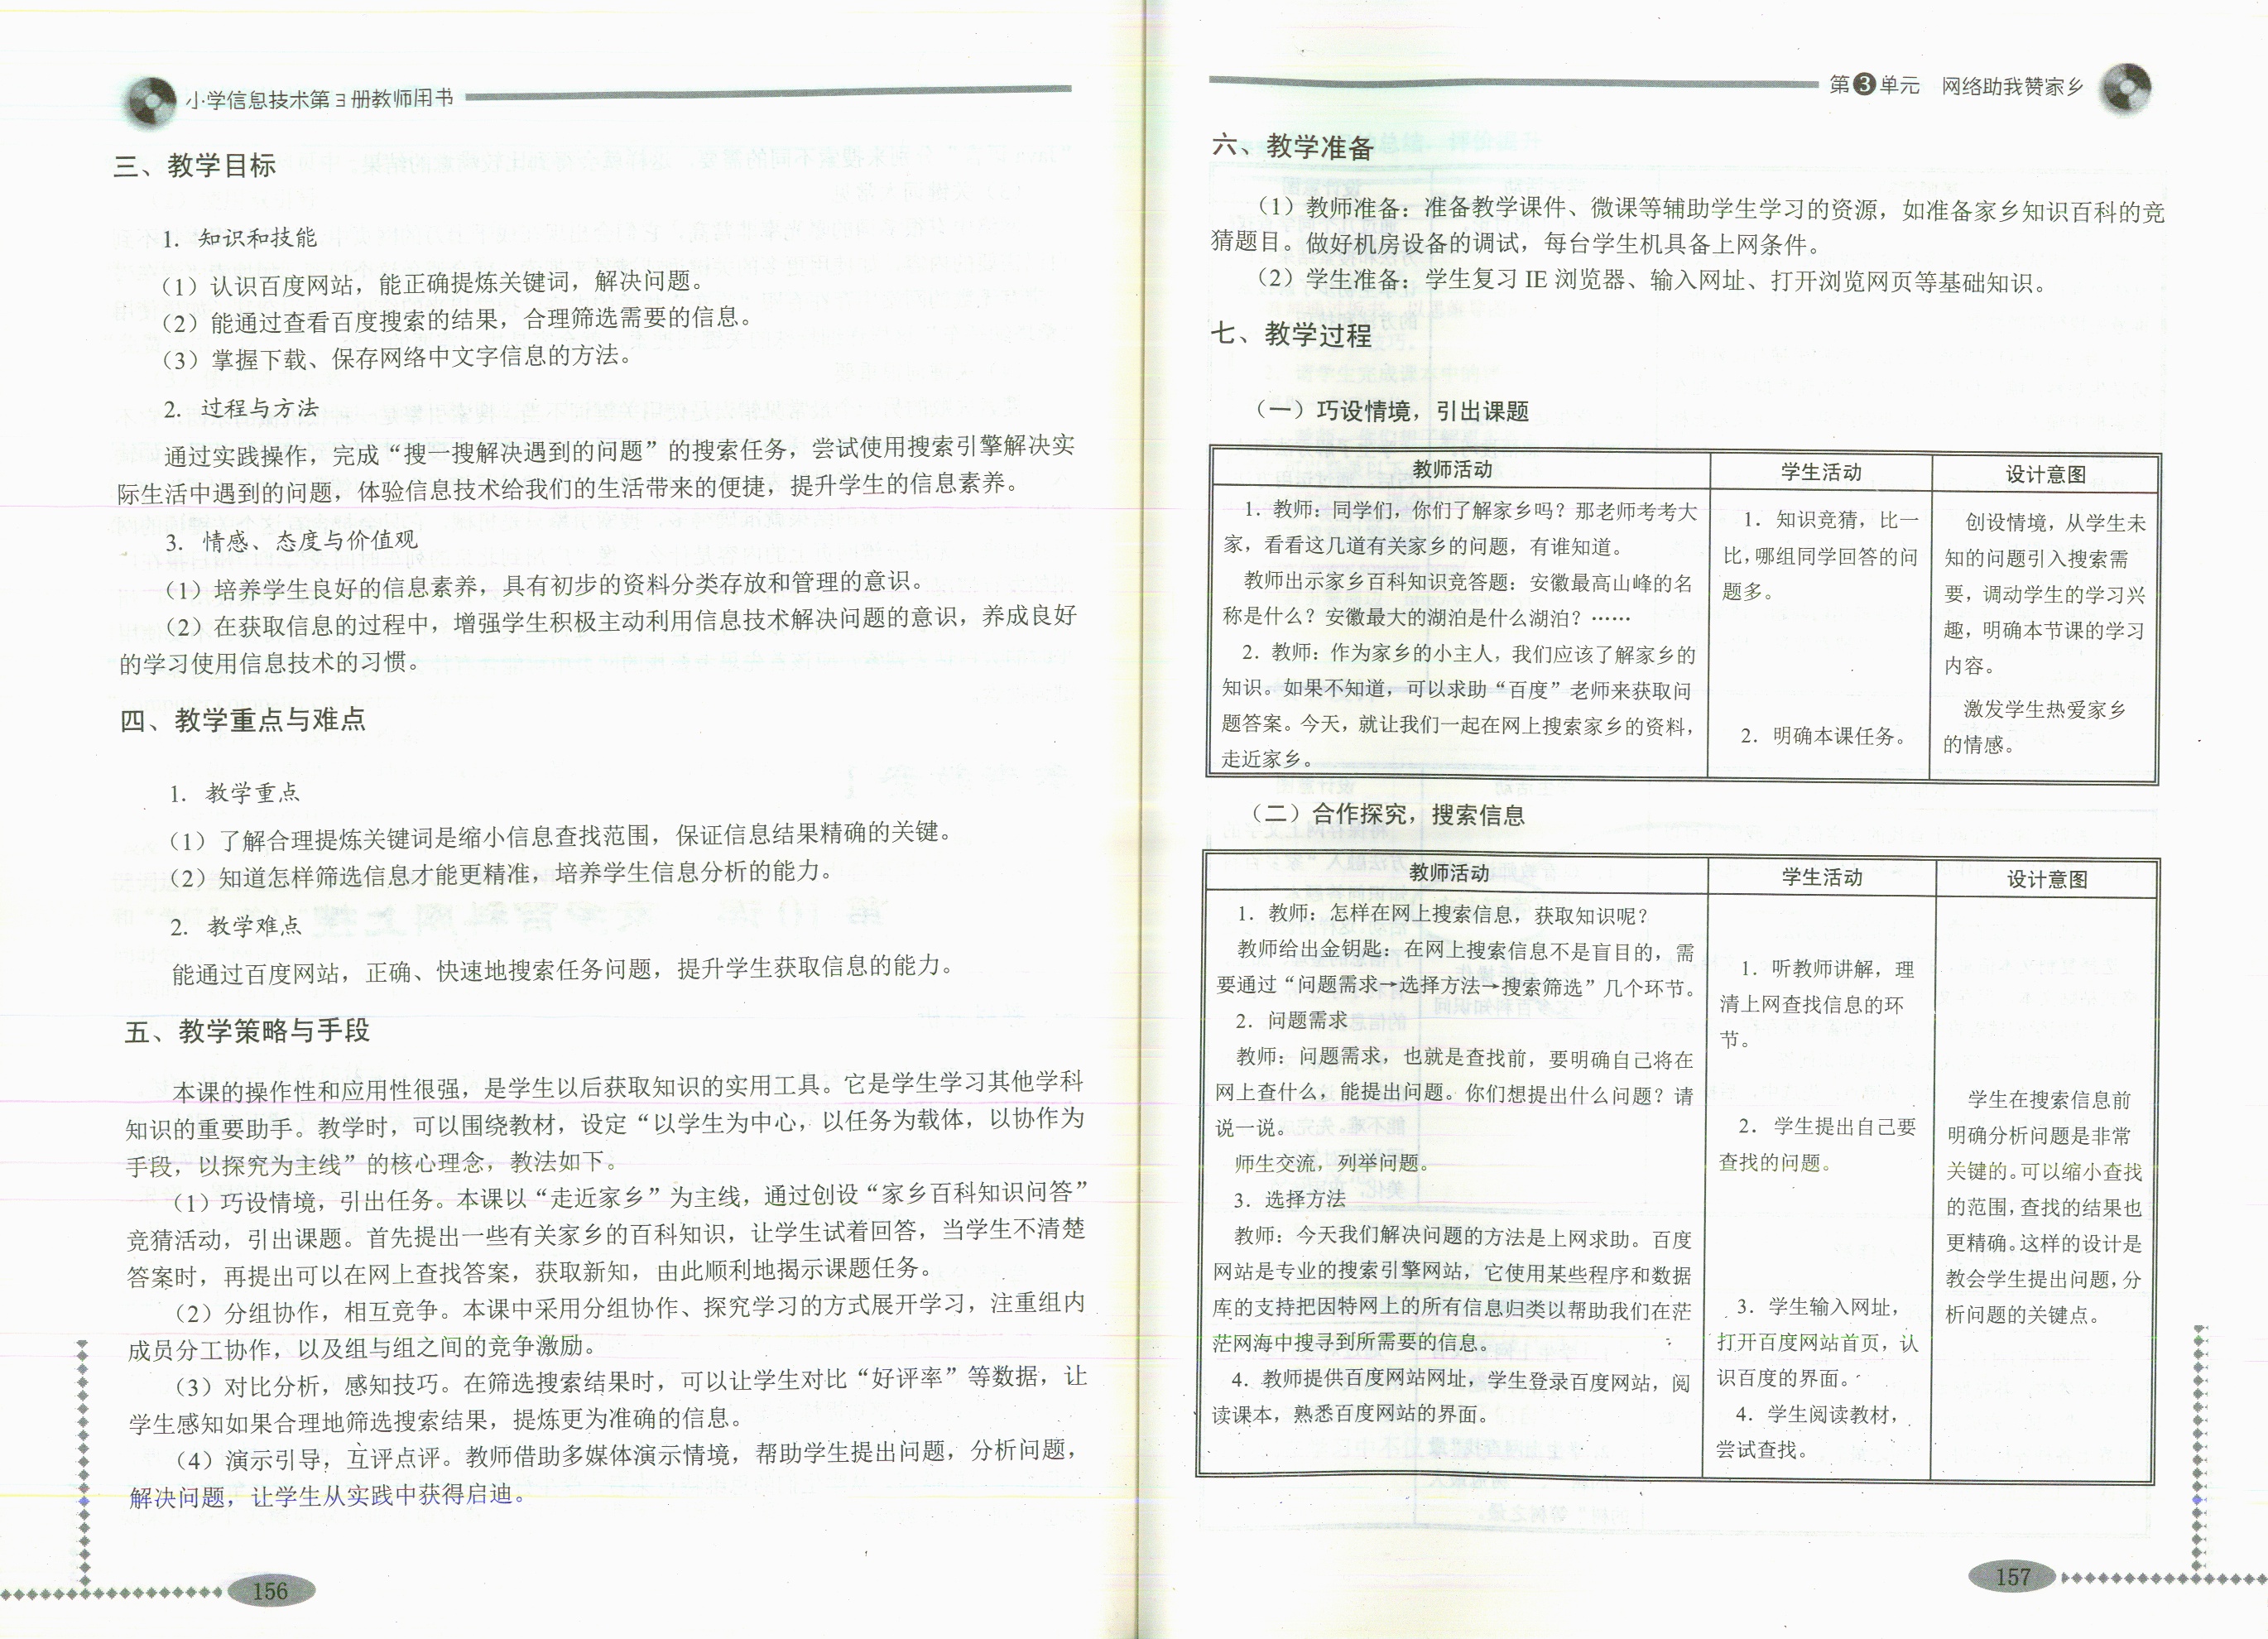 小学信息技术第3册教师用书
三、教学目标
1. 知识和技能
（1）认识百度网站，能正确提炼关键词，解决问题。
（2）能通过查看百度搜索的结果，合理筛选需要的信息。
（3）掌握下载、保存网络中文字信息的方法。
2. 过程与方法
通过实践操作，完成“搜一搜解决遇到的问题”的搜索任务，尝试使用搜索引擎解决实
际生活中遇到的问题，体验信息技术给我们的生活带来的便捷，提升学生的信息素养。
3. 情感、态度与价值观
（1）培养学生良好的信息素养，具有初步的资料分类存放和管理的意识。
（2）在获取信息的过程中，增强学生积极主动利用信息技术解决问题的意识，养成良好
的学习使用信息技术的习惯。
四、教学重点与难点
1. 教学重点
（1）了解合理提炼关键词是缩小信息查找范围，保证信息结果精确的关键。
（2）知道怎样筛选信息才能更精准，培养学生信息分析的能力。
2. 教学难点
能通过百度网站，正确、快速地搜索任务问题，提升学生获取信息的能力。
五、教学策略与手段
本课的操作性和应用性很强，是学生以后获取知识的实用工具。它是学生学习其他学科
知识的重要助手。教学时，可以围绕教材，设定“以学生为中心，以任务为载体，以协作为
手段，以探究为主线”的核心理念，教法如下。
（1）巧设情境，引出任务。本课以“走近家乡”为主线，通过创设“家乡百科知识问答”
竞猜活动，引出课题。首先提出一些有关家乡的百科知识，让学生试着回答，当学生不清楚
答案时，再提出可以在网上查找答案，获取新知，由此顺利地揭示课题任务。
（2）分组协作，相互竞争。本课中采用分组协作、探究学习的方式展开学习，注重组内
成员分工协作，以及组与组之间的竞争激励。
（3）对比分析，感知技巧。在筛选搜索结果时，可以让学生对比“好评率”等数据，让
学生感知如果合理地筛选搜索结果，提炼更为准确的信息。
（4）演示引导，互评点评。教师借助多媒体演示情境，帮助学生提出问题，分析问题，
解决问题，让学生从实践中获得启迪。
156
第3单元 网络助我赞家乡
六、教学准备
（1）教师准备：准备教学课件、微课等辅助学生学习的资源，如准备家乡知识百科的竞
猜题目。做好机房设备的调试，每台学生机具备上网条件。
（2）学生准备：学生复习 IE 浏览器、输入网址、打开浏览网页等基础知识。
七、教学过程
（一）巧设情境，引出课题
教师活动
学生活动
设计意图
1. 教师：同学们，你们了解家乡吗？那老师考考大
家，看看这几道有关家乡的问题，有谁知道。
教师出示家乡百科知识竞答题：安徽最高山峰的名
称是什么？安徽最大的湖泊是什么湖泊？……
2. 教师：作为家乡的小主人，我们应该了解家乡的
知识。如果不知道，可以求助“百度”老师来获取问
题答案。今天，就让我们一起在网上搜索家乡的资料，
走近家乡。
1. 知识竞猜，比一
比，哪组同学回答的问
题多。
2. 明确本课任务。
创设情境，从学生未
知的问题引入搜索需
要，调动学生的学习兴
趣，明确本节课的学习
内容。
激发学生热爱家乡
的情感。
（二）合作探究，搜索信息
教师活动
学生活动
设计意图
1. 教师：怎样在网上搜索信息，获取知识呢？
教师给出金钥匙：在网上搜索信息不是盲目的，需
要通过“问题需求→选择方法→搜索筛选”几个环节。
2. 问题需求
教师：问题需求，也就是查找前，要明确自己将在
网上查什么，能提出问题。你们想提出什么问题？请
说一说。
师生交流，列举问题。
3. 选择方法
教师：今天我们解决问题的方法是上网求助。百度
网站是专业的搜索引擎网站，它使用某些程序和数据
库的支持把因特网上的所有信息归类以帮助我们在茫
茫网海中搜寻到所需要的信息。
4. 教师提供百度网站网址，学生登录百度网站，阅
读课本，熟悉百度网站的界面。
1. 听教师讲解，理
清上网查找信息的环
节。
2. 学生提出自己要
查找的问题。
3. 学生输入网址，
打开百度网站首页，认
识百度的界面。
4. 学生阅读教材，
尝试查找。
学生在搜索信息前
明确分析问题是非常
关键的。可以缩小查找
的范围，查找的结果也
更精确。这样的设计是
教会学生提出问题，分
析问题的关键点。
157